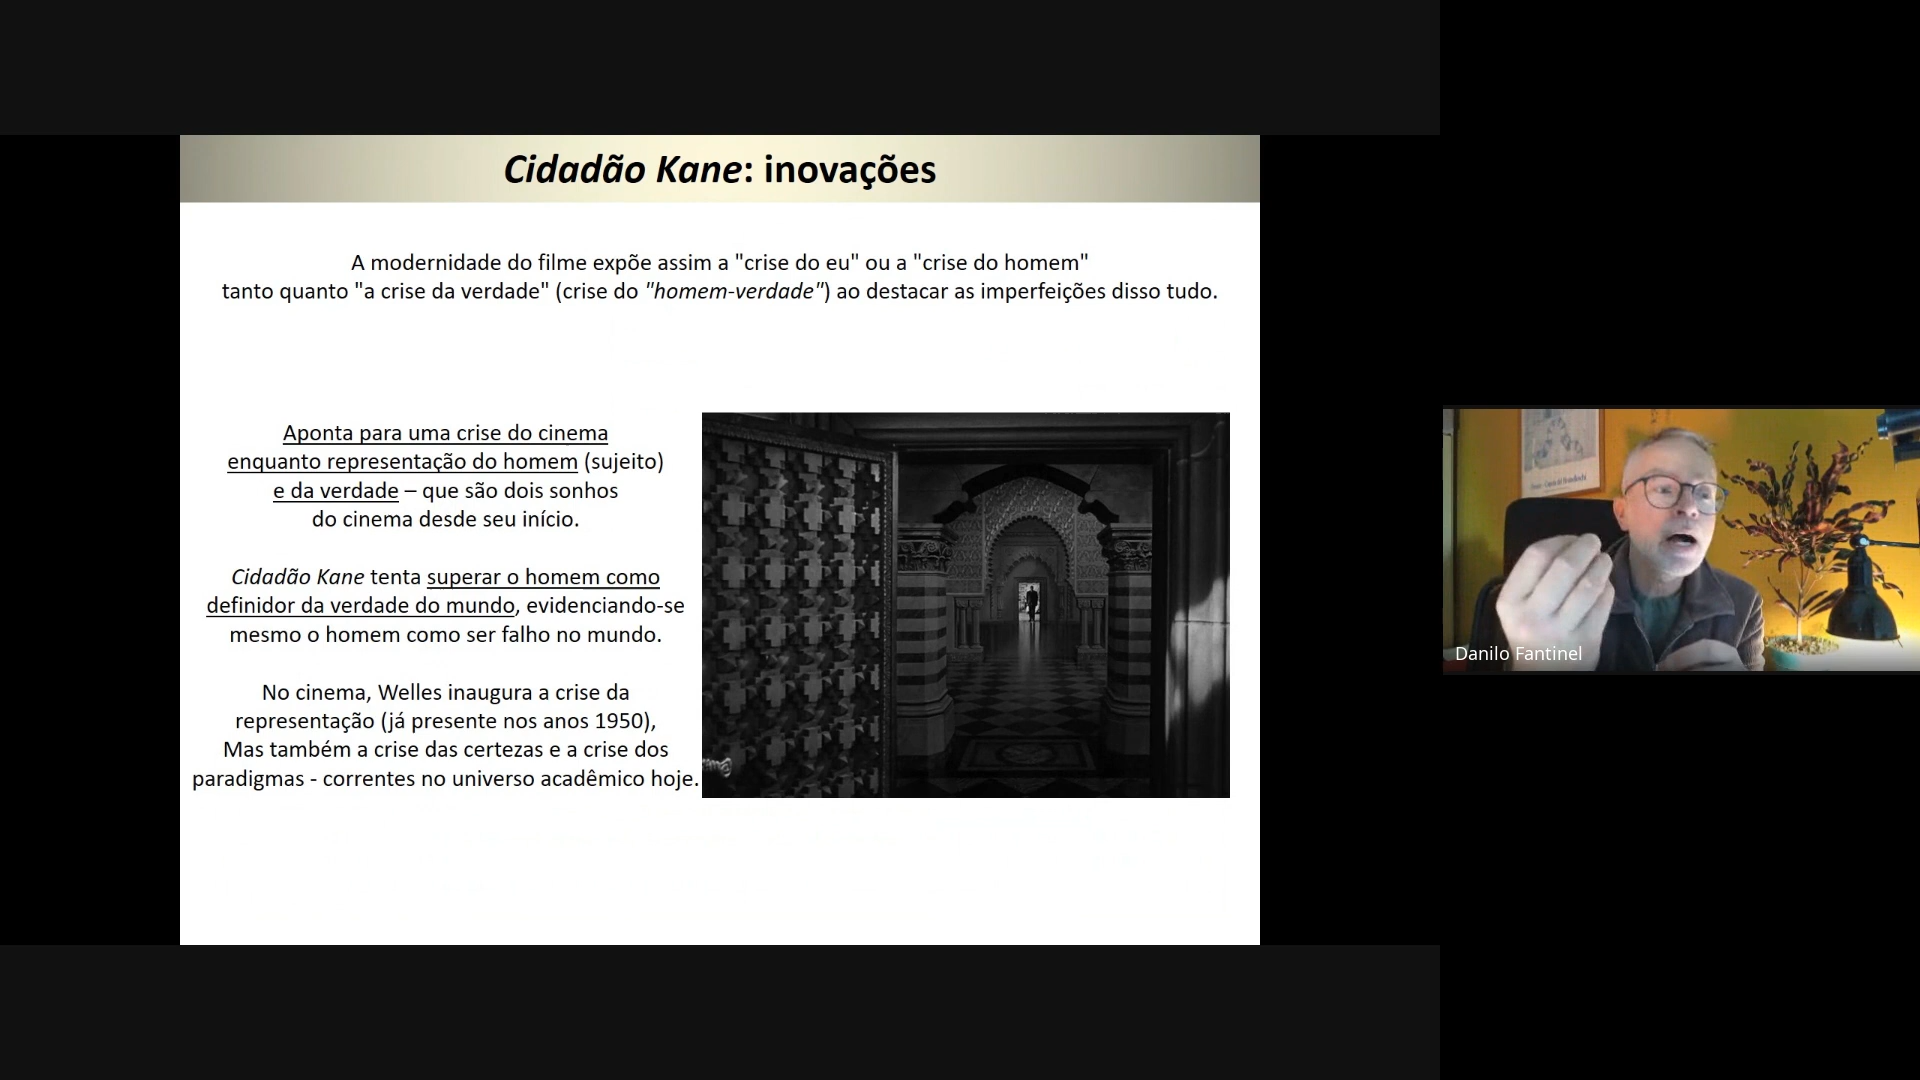 Cidadão Kane: inovações
A modernidade do filme expõe assim a "crise do eu" ou a "crise do homem"
tanto quanto "a crise da verdade" (crise do "homem-verdade") ao destacar as imperfeições disso tudo.
Aponta para uma crise do cinema
enquanto representação do homem (sujeito)
e da verdade – que são dois sonhos
do cinema desde seu início.
Cidadão Kane tenta superar o homem como
definidor da verdade do mundo, evidenciando-se
mesmo o homem como ser falho no mundo.
No cinema, Welles inaugura a crise da
representação (já presente nos anos 1950),
Mas também a crise das certezas e a crise dos
paradigmas - correntes no universo acadêmico hoje.
Danilo Fantinel